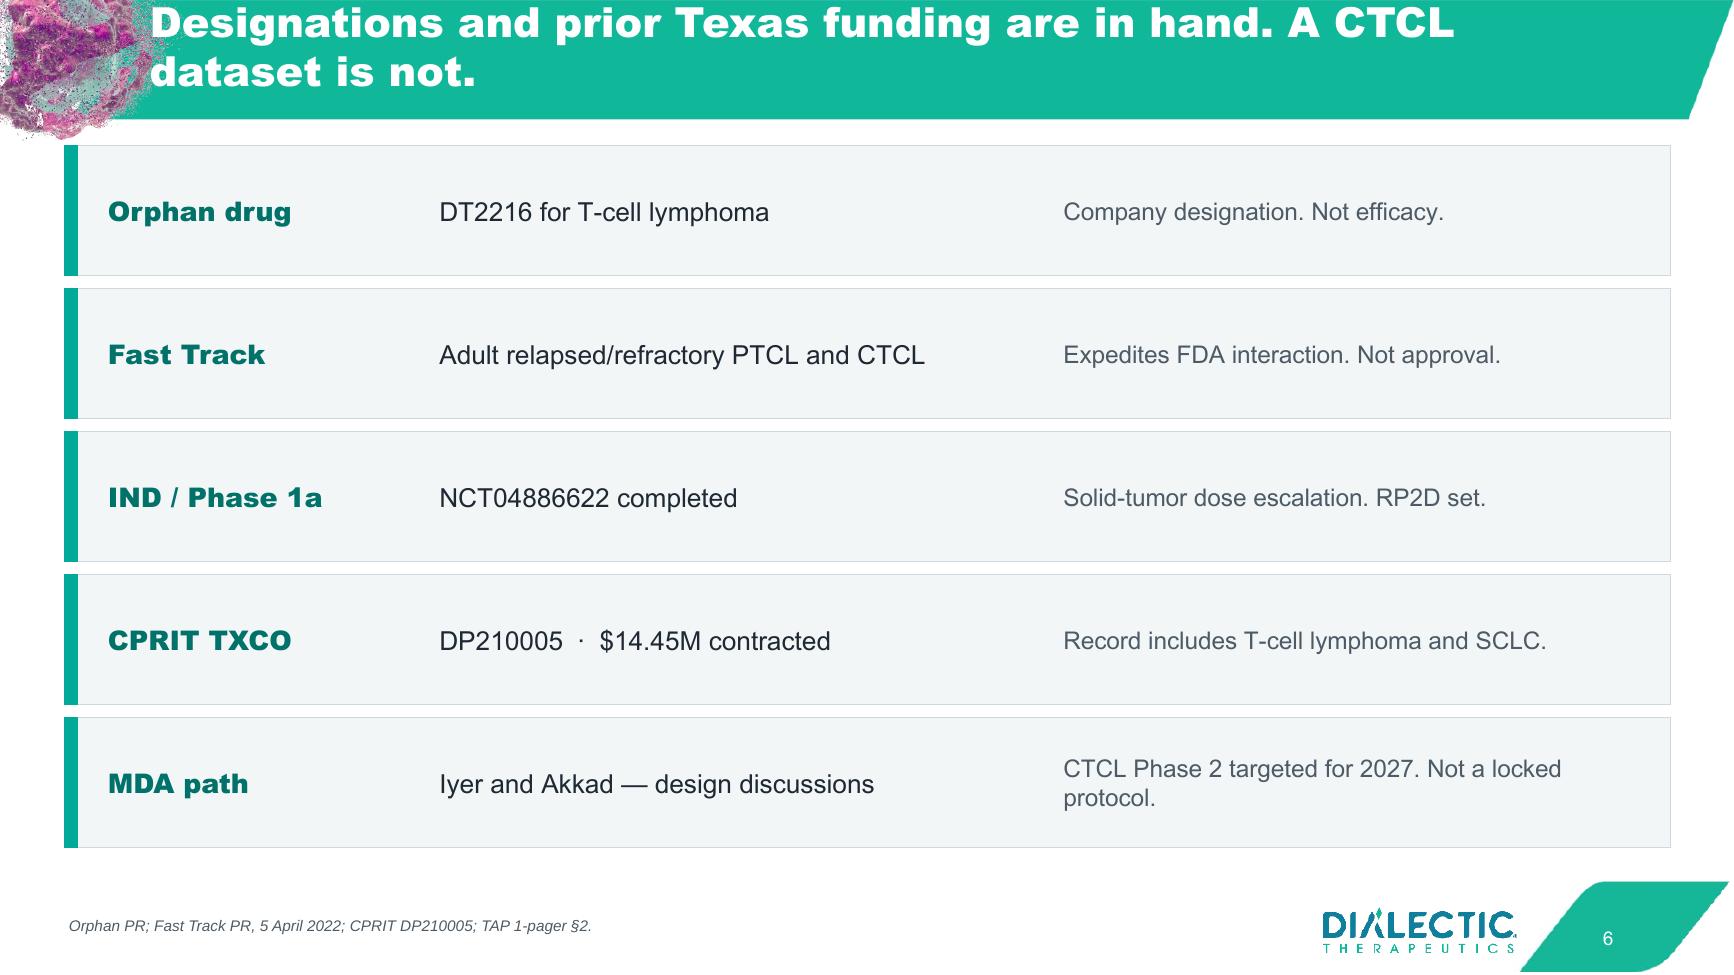 Designations and prior Texas funding are in hand. A CTCL
dataset is not.
Orphan drug
DT2216 for T-cell lymphoma
Company designation. Not efficacy.
Fast Track
Adult relapsed/refractory PTCL and CTCL
Expedites FDA interaction. Not approval.
IND / Phase 1a
NCT04886622 completed
Solid-tumor dose escalation. RP2D set.
CPRIT TXCO
DP210005 · $14.45M contracted
Record includes T-cell lymphoma and SCLC.
MDA path
Iyer and Akkad — design discussions
CTCL Phase 2 targeted for 2027. Not a locked
protocol.
Orphan PR; Fast Track PR, 5 April 2022; CPRIT DP210005; TAP 1-pager §2.
DIALECTIC
THERAPEUTICS
6